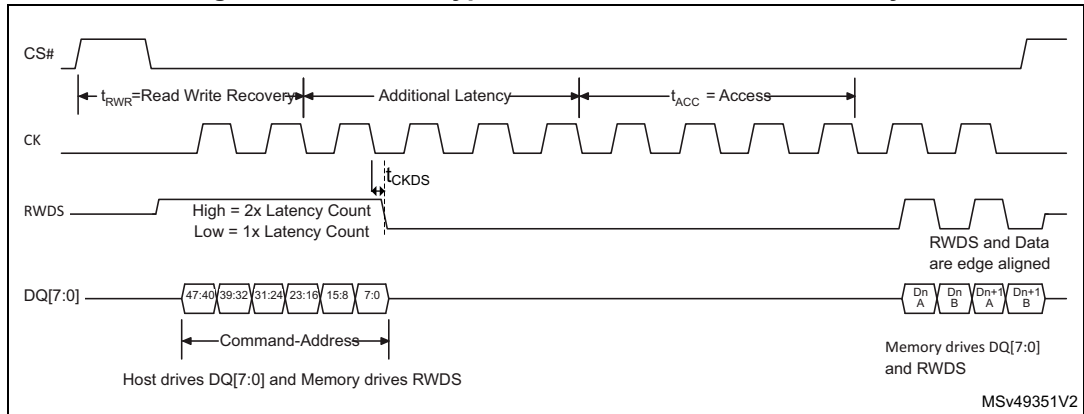 CS#
tRWR=Read Write Recovery
Additional Latency
tACC = Access
CK
tCKDS
RWDS
High = 2x Latency Count
Low = 1x Latency Count
RWDS and Data
are edge aligned
DQ[7:0]
47:40 39:32 31:24 23:16 15:8 7:0
Dn Dn Dn+1 Dn+1
A B A B
Command-Address
Memory drives DQ[7:0]
and RWDS
Host drives DQ[7:0] and Memory drives RWDS
MSv49351V2